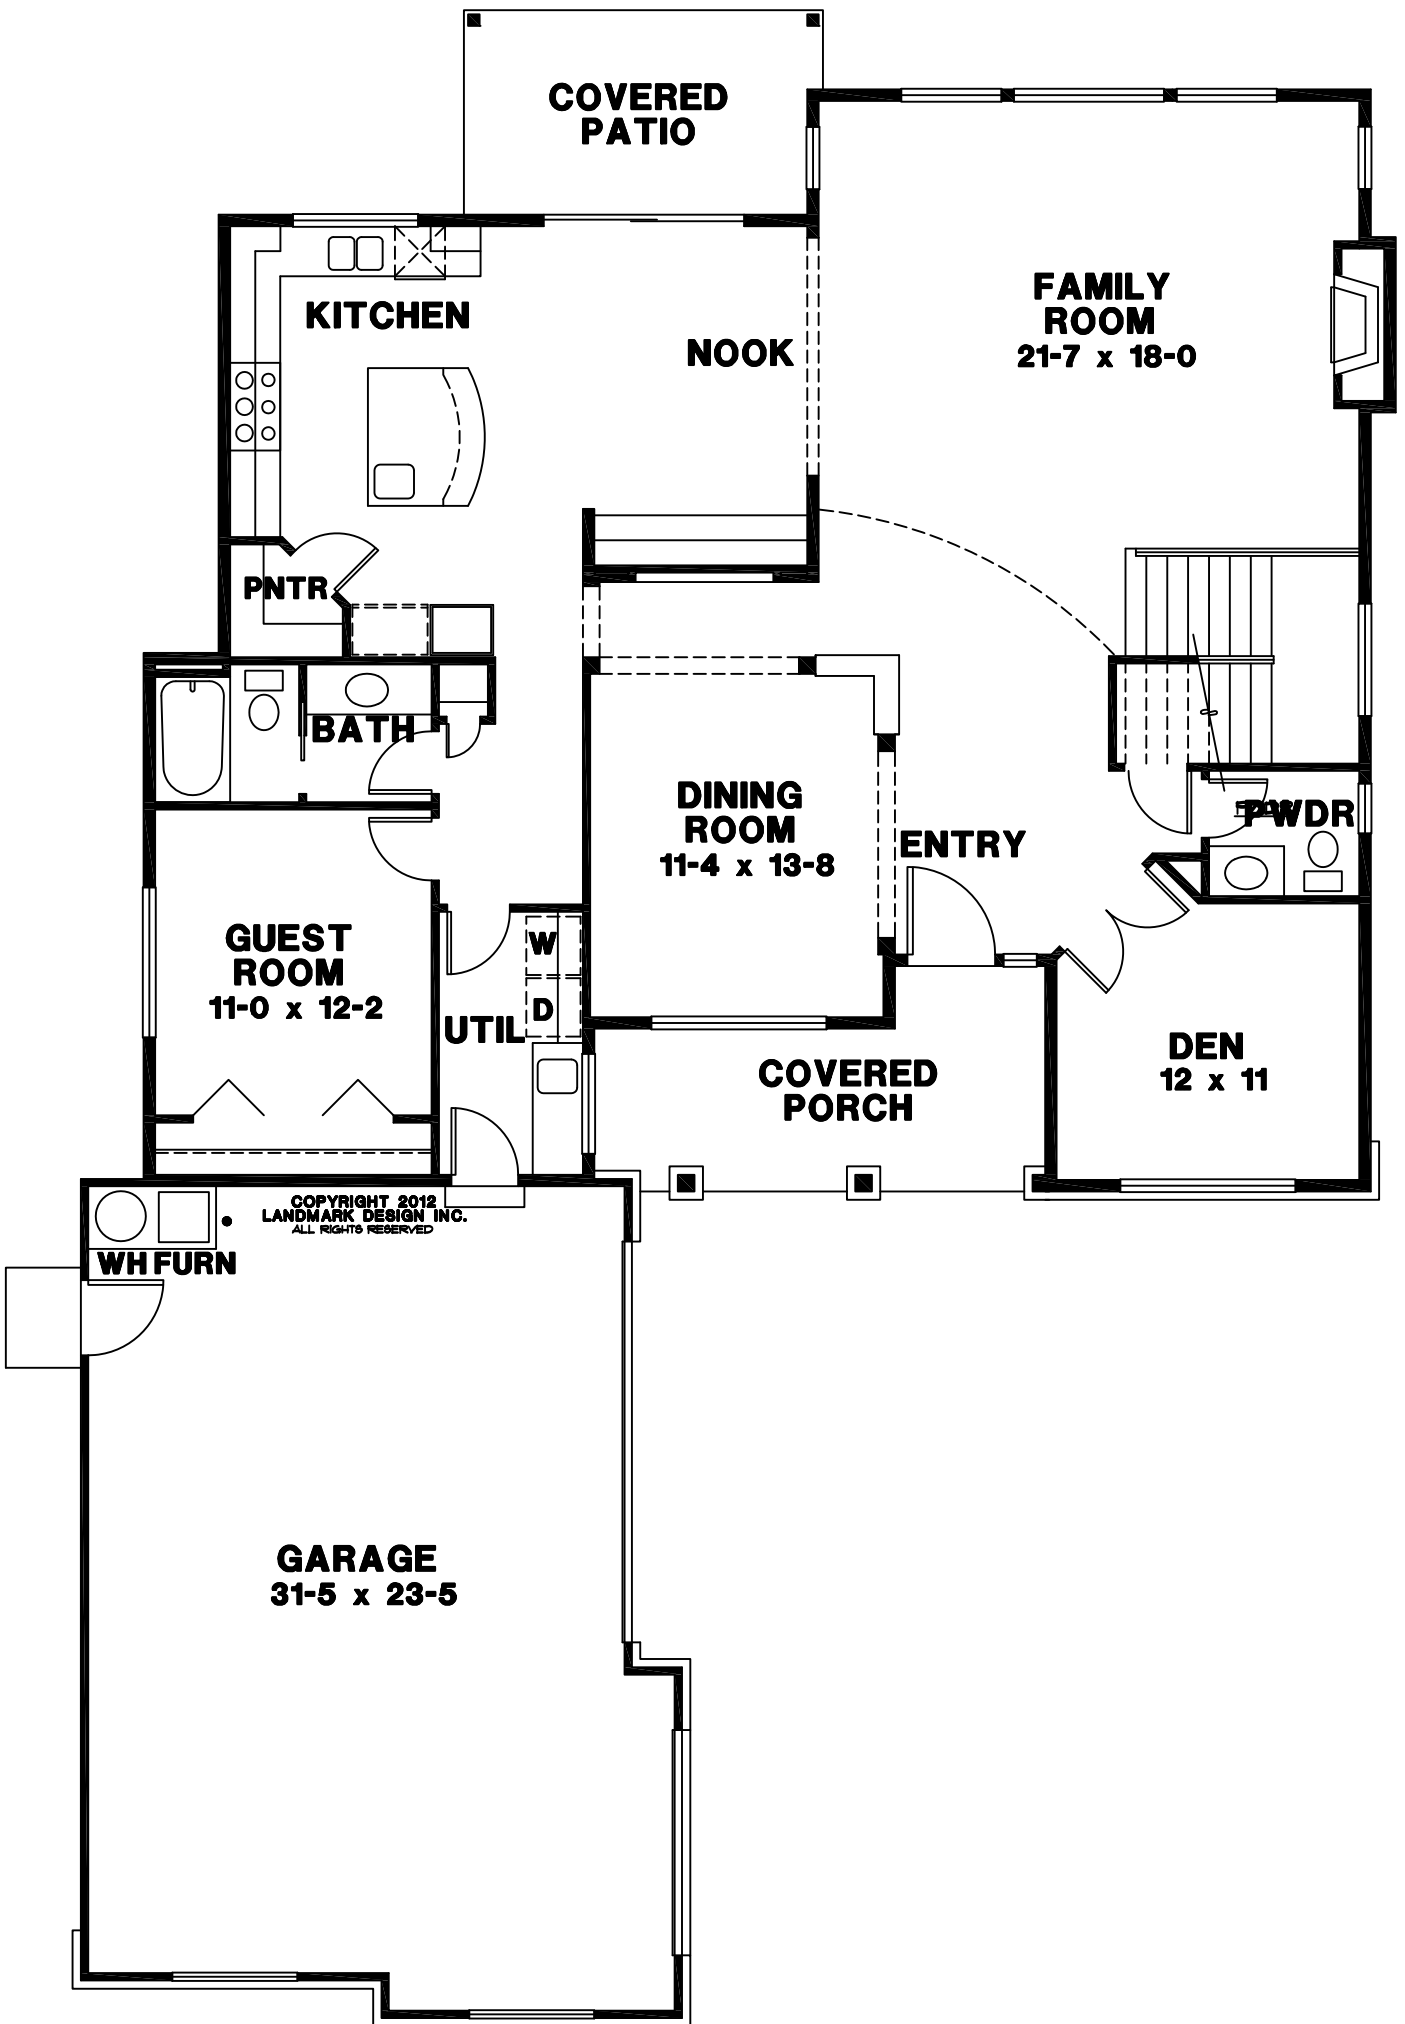 COVERED
PATIO
FAMILY
ROOM
21-7 x 18-0
KITCHEN
NOOK
PNTR
BATH
DINING
ROOM
11-4 x 13-8
ENTRY
PWDR
GUEST
ROOM
11-0 x 12-2
W
D
UTIL
DEN
12 x 11
COVERED
PORCH
COPYRIGHT 2012
LANDMARK DESIGN INC.
ALL RIGHTS RESERVED
WH FURN
GARAGE
31-5 x 23-5